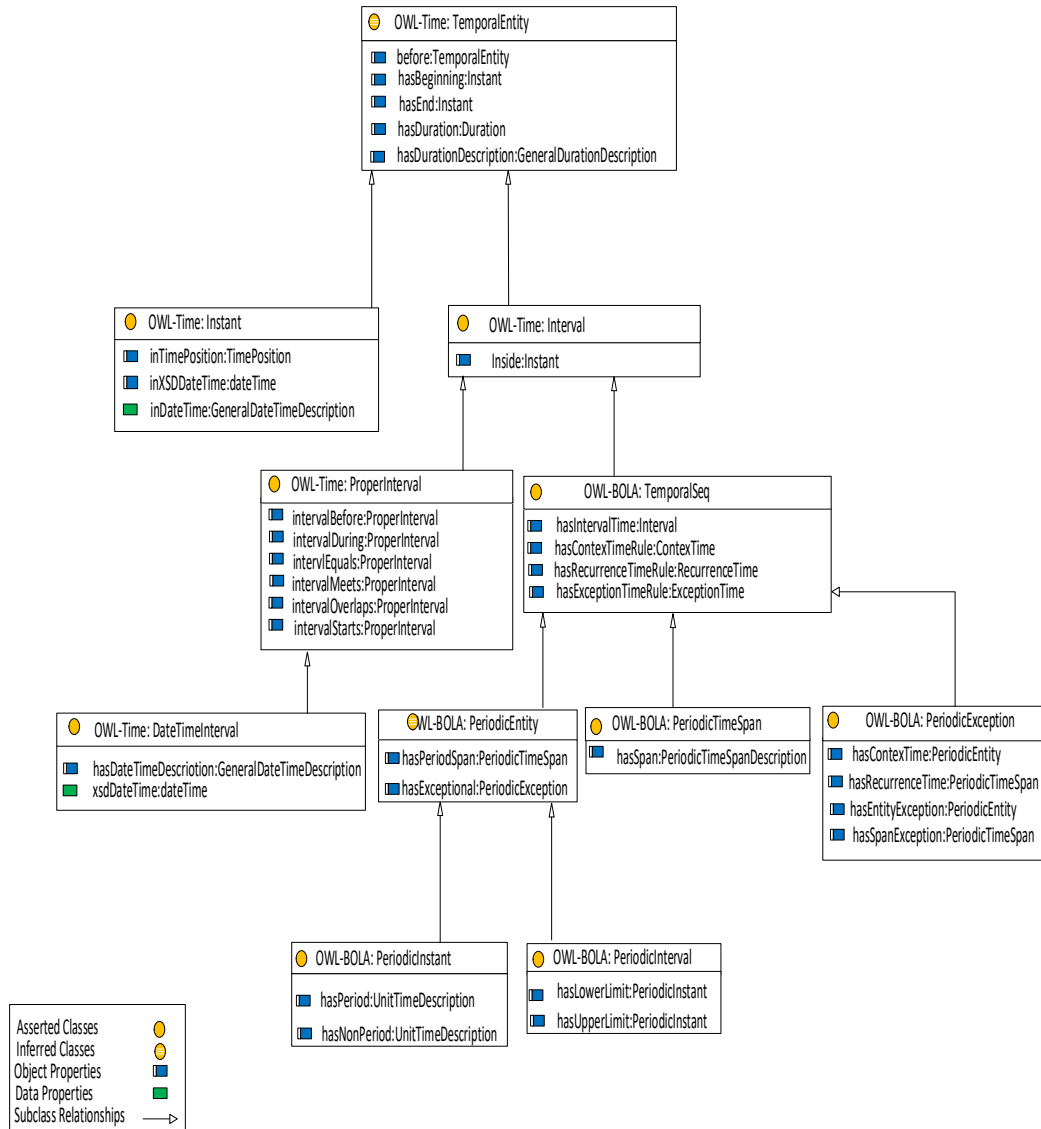 OWL-Time: TemporalEntity
before:TemporalEntity
hasBeginning:Instant
hasEnd:Instant
hasDuration:Duration
hasDurationDescription:GeneralDurationDescription
OWL-Time: Instant
inTimePosition:TimePosition
inXSDDateTime:dateTime
inDateTime:GeneralDateTimeDescription
OWL-Time: Interval
Inside:Instant
OWL-Time: ProperInterval
intervalBefore:ProperInterval
intervalDuring:ProperInterval
intervlEquals:ProperInterval
intervalMeets:ProperInterval
intervalOverlaps:ProperInterval
intervalStarts:ProperInterval
OWL-BOLA: TemporalSeq
hasIntervalTime:Interval
hasContexTimeRule:ContexTime
hasRecurrenceTimeRule:RecurrenceTime
hasExceptionTimeRule:ExceptionTime
OWL-Time: DateTimeInterval
hasDateTimeDescriotion:GeneralDateTimeDescription
xsdDateTime:dateTime
OWL-BOLA: PeriodicEntity
hasPeriodSpan:PeriodicTimeSpan
hasExceptional:PeriodicException
OWL-BOLA: PeriodicTimeSpan
hasSpan:PeriodicTimeSpanDescription
OWL-BOLA: PeriodicException
hasContexTime:PeriodicEntity
hasRecurrenceTime:PeriodicTimeSpan
hasEntityException:PeriodicEntity
hasSpanException:PeriodicTimeSpan
OWL-BOLA: PeriodicInstant
hasPeriod:UnitTimeDescription
hasNonPeriod:UnitTimeDescription
OWL-BOLA: PeriodicInterval
hasLowerLimit:PeriodicInstant
hasUpperLimit:PeriodicInstant
Asserted Classes
Inferred Classes
Object Properties
Data Properties
Subclass Relationships